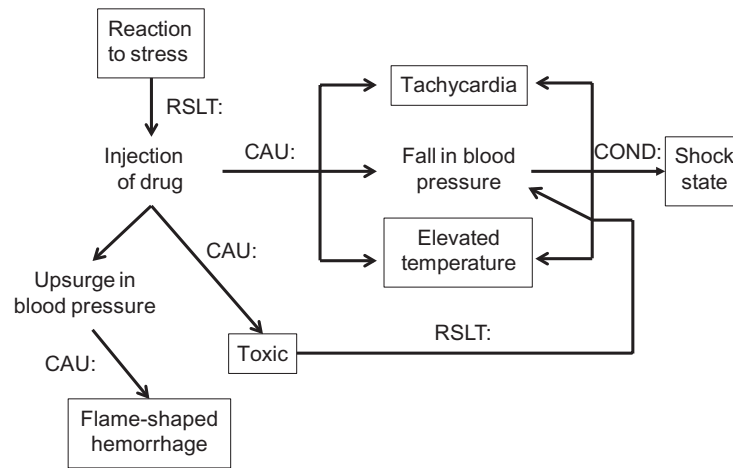 Reaction
to stress
RSLT:
Tachycardia
Injection
of drug
CAU:
Fall in blood
pressure
COND:
Shock
state
CAU:
Elevated
temperature
Upsurge in
blood pressure
Toxic
RSLT:
CAU:
Flame-shaped
hemorrhage